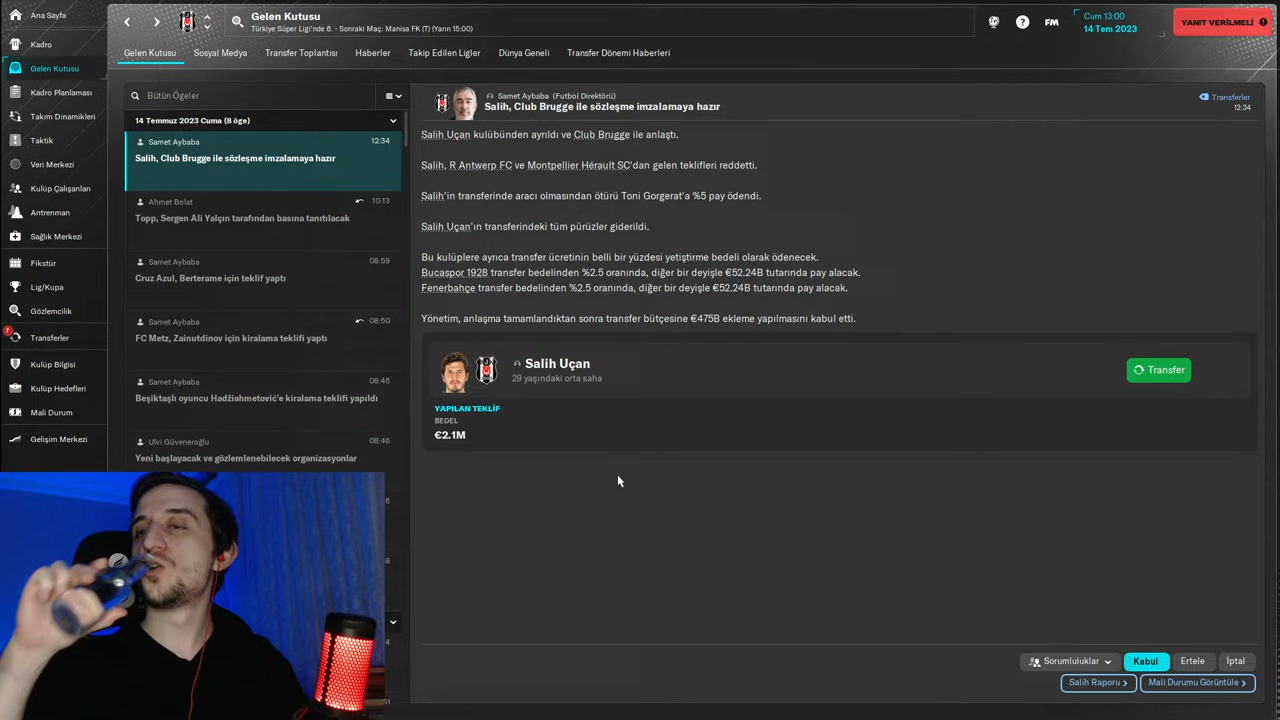 Ana Sayfa
Kadro
Gelen Kutusu
Kadro Planlaması
Takım Dinamikleri
Taktik
Veri Merkezi
Kulüp Çalışanları
Antrenman
Sağlık Merkezi
Fikstür
Lig/Kupa
Gözlemcilik
7
Transferler
Kulüp Bilgisi
Kulüp Hedefleri
Mali Durum
Gelişim Merkezi
Gelen Kutusu
Türkiye Süper Ligi'nde 6. - Sonraki Maç: Manisa FK (T) (Yarın 15:00)
FM
Cum 13:00
14 Tem 2023
YANIT VERİLMELİ
Gelen Kutusu
Sosyal Medya
Transfer Toplantısı
Haberler
Takip Edilen Ligler
Dünya Geneli
Transfer Dönemi Haberleri
Bütün Ögeler
14 Temmuz 2023 Cuma (8 öge)
Samet Aybaba 12:34
Salih, Club Brugge ile sözleşme imzalamaya hazır
Ahmet Bolat 10:13
Topp, Sergen Ali Yalçın tarafından basına tanıtılacak
Samet Aybaba 08:59
Cruz Azul, Berterame için teklif yaptı
Samet Aybaba 08:50
FC Metz, Zainutdinov için kiralama teklifi yaptı
Samet Aybaba 08:46
Beşiktaşlı oyuncu Hadžiahmetović'e kiralama teklifi yapıldı
Ulvi Güveneroğlu 08:46
Yeni başlayacak ve gözlemlenebilecek organizasyonlar
Samet Aybaba (Futbol Direktörü)
Salih, Club Brugge ile sözleşme imzalamaya hazır
Transferler
12:34
Salih Uçan kulübünden ayrıldı ve Club Brugge ile anlaştı.
Salih, R Antwerp FC ve Montpellier Hérault SC'dan gelen teklifleri reddetti.
Salih'in transferinde aracı olmasından ötürü Toni Gorgerat'a %5 pay ödendi.
Salih Uçan'ın transferindeki tüm pürüzler giderildi.
Bu kulüplere ayrıca transfer ücretinin belli bir yüzdesi yetiştirme bedeli olarak ödenecek.
Bucaspor 1928 transfer bedelinden %2.5 oranında, diğer bir deyişle €52.24B tutarında pay alacak.
Fenerbahçe transfer bedelinden %2.5 oranında, diğer bir deyişle €52.24B tutarında pay alacak.
Yönetim, anlaşma tamamlandıktan sonra transfer bütçesine €475B ekleme yapılmasını kabul etti.
Salih Uçan
29 yaşındaki orta saha
Transfer
YAPILAN TEKLİF
BEDEL
€2.1M
Sorumluluklar
Kabul
Ertele
İptal
Salih Raporu
Mali Durumu Görüntüle